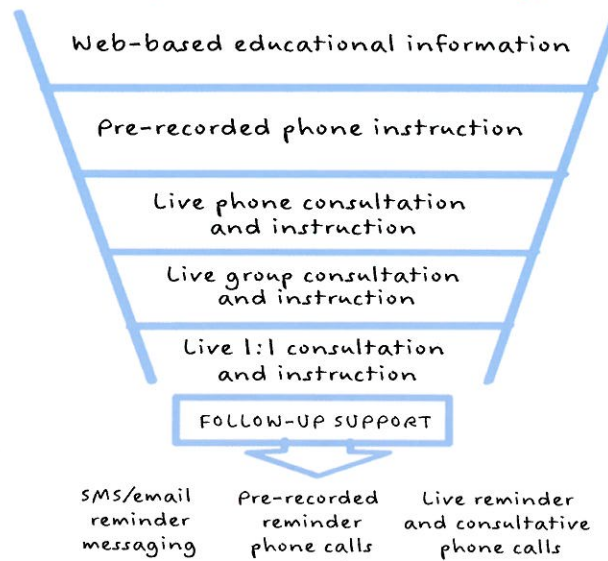 Web-based educational information
Pre-recorded phone instruction
Live phone consultation
and instruction
Live group consultation
and instruction
Live 1:1 consultation
and instruction
FOLLOW-UP SUPPORT
SMS/email
reminder
messaging
Pre-recorded
reminder
phone calls
Live reminder
and consultative
phone calls